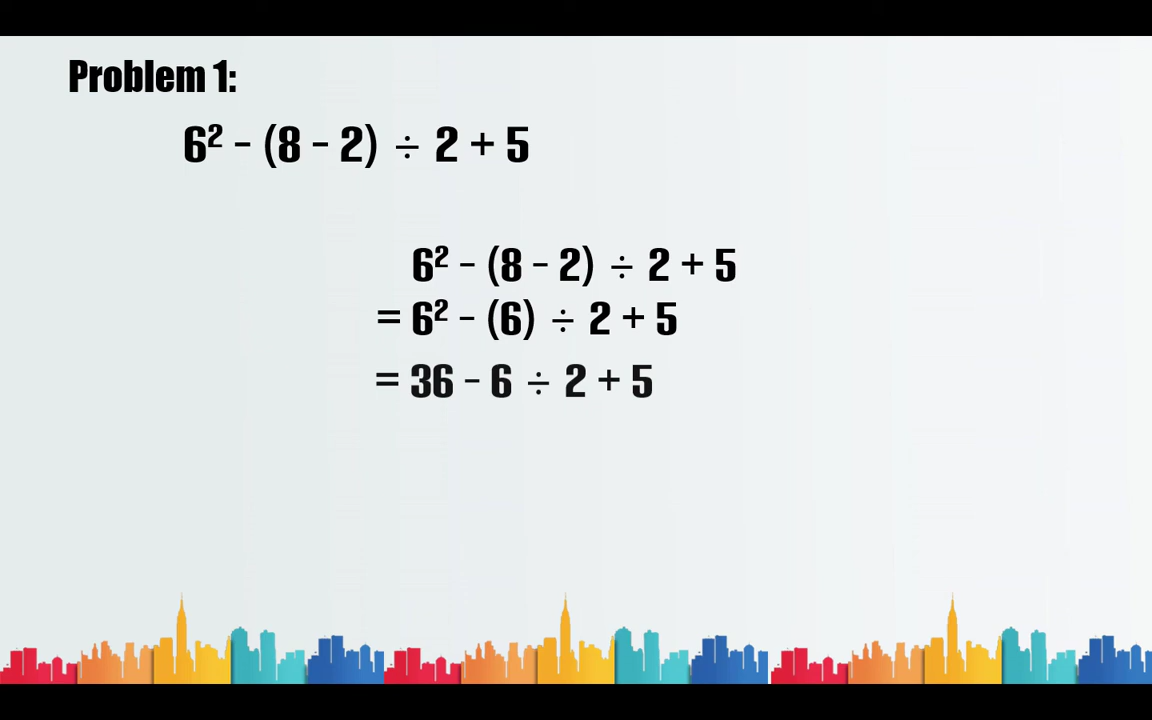 Problem 1:
6² – (8 – 2) ÷ 2 + 5
6² – (8 – 2) ÷ 2 + 5
= 6² – (6) ÷ 2 + 5
= 36 – 6 ÷ 2 + 5